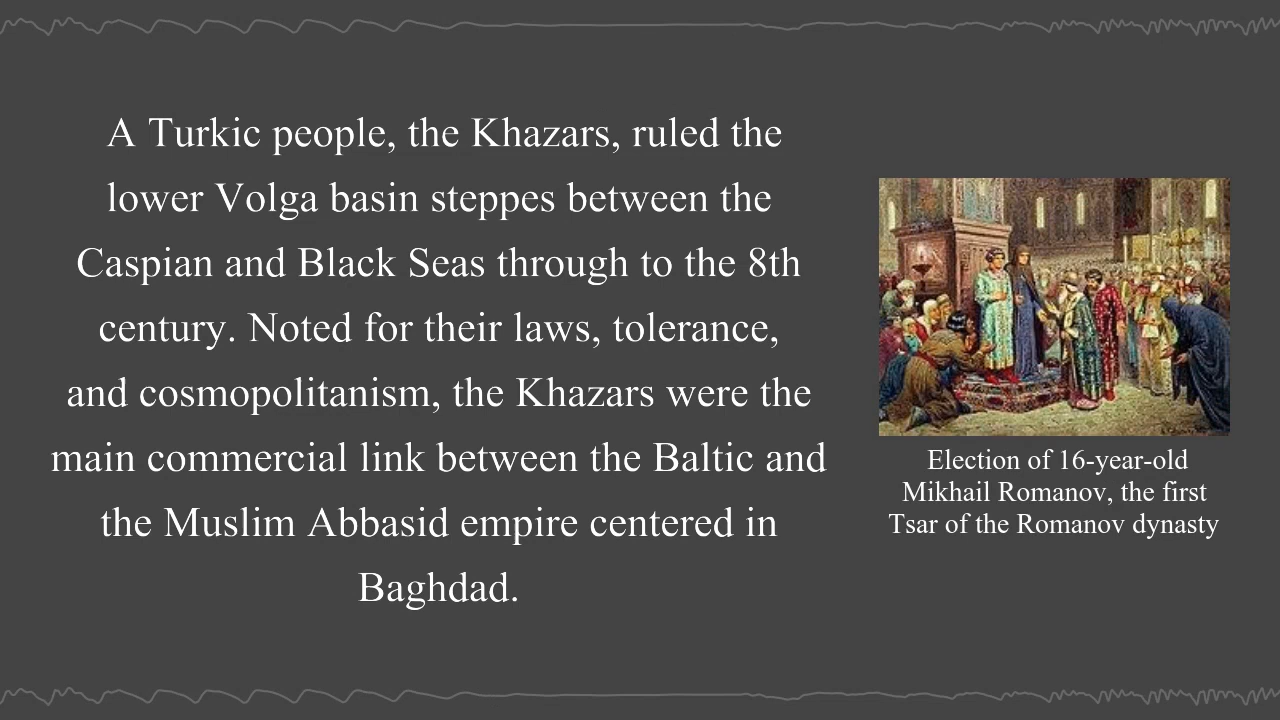 A Turkic people, the Khazars, ruled the
lower Volga basin steppes between the
Caspian and Black Seas through to the 8th
century. Noted for their laws, tolerance,
and cosmopolitanism, the Khazars were the
main commercial link between the Baltic and
the Muslim Abbasid empire centered in
Baghdad.
Election of 16-year-old
Mikhail Romanov, the first
Tsar of the Romanov dynasty